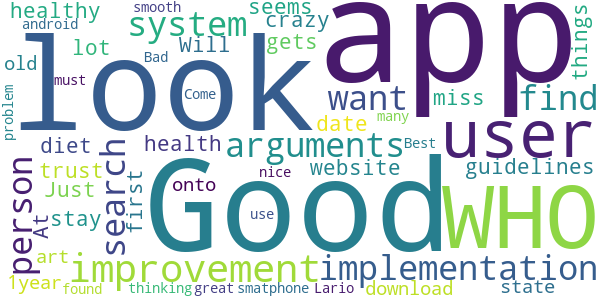 smooth
healthy
seems
android
system
crazy
app
things
Will
lot
gets
old
Bad
look
want
find
must
Come
miss
problem
date
many
user
diet
health
arguments
Best
search
trust
nice
website
guidelines
person
Just
first
onto
Good
WHO
At
stay
use
art
improvement
implementation
1year
found
thinking
great
smatphone
Lario
download
state